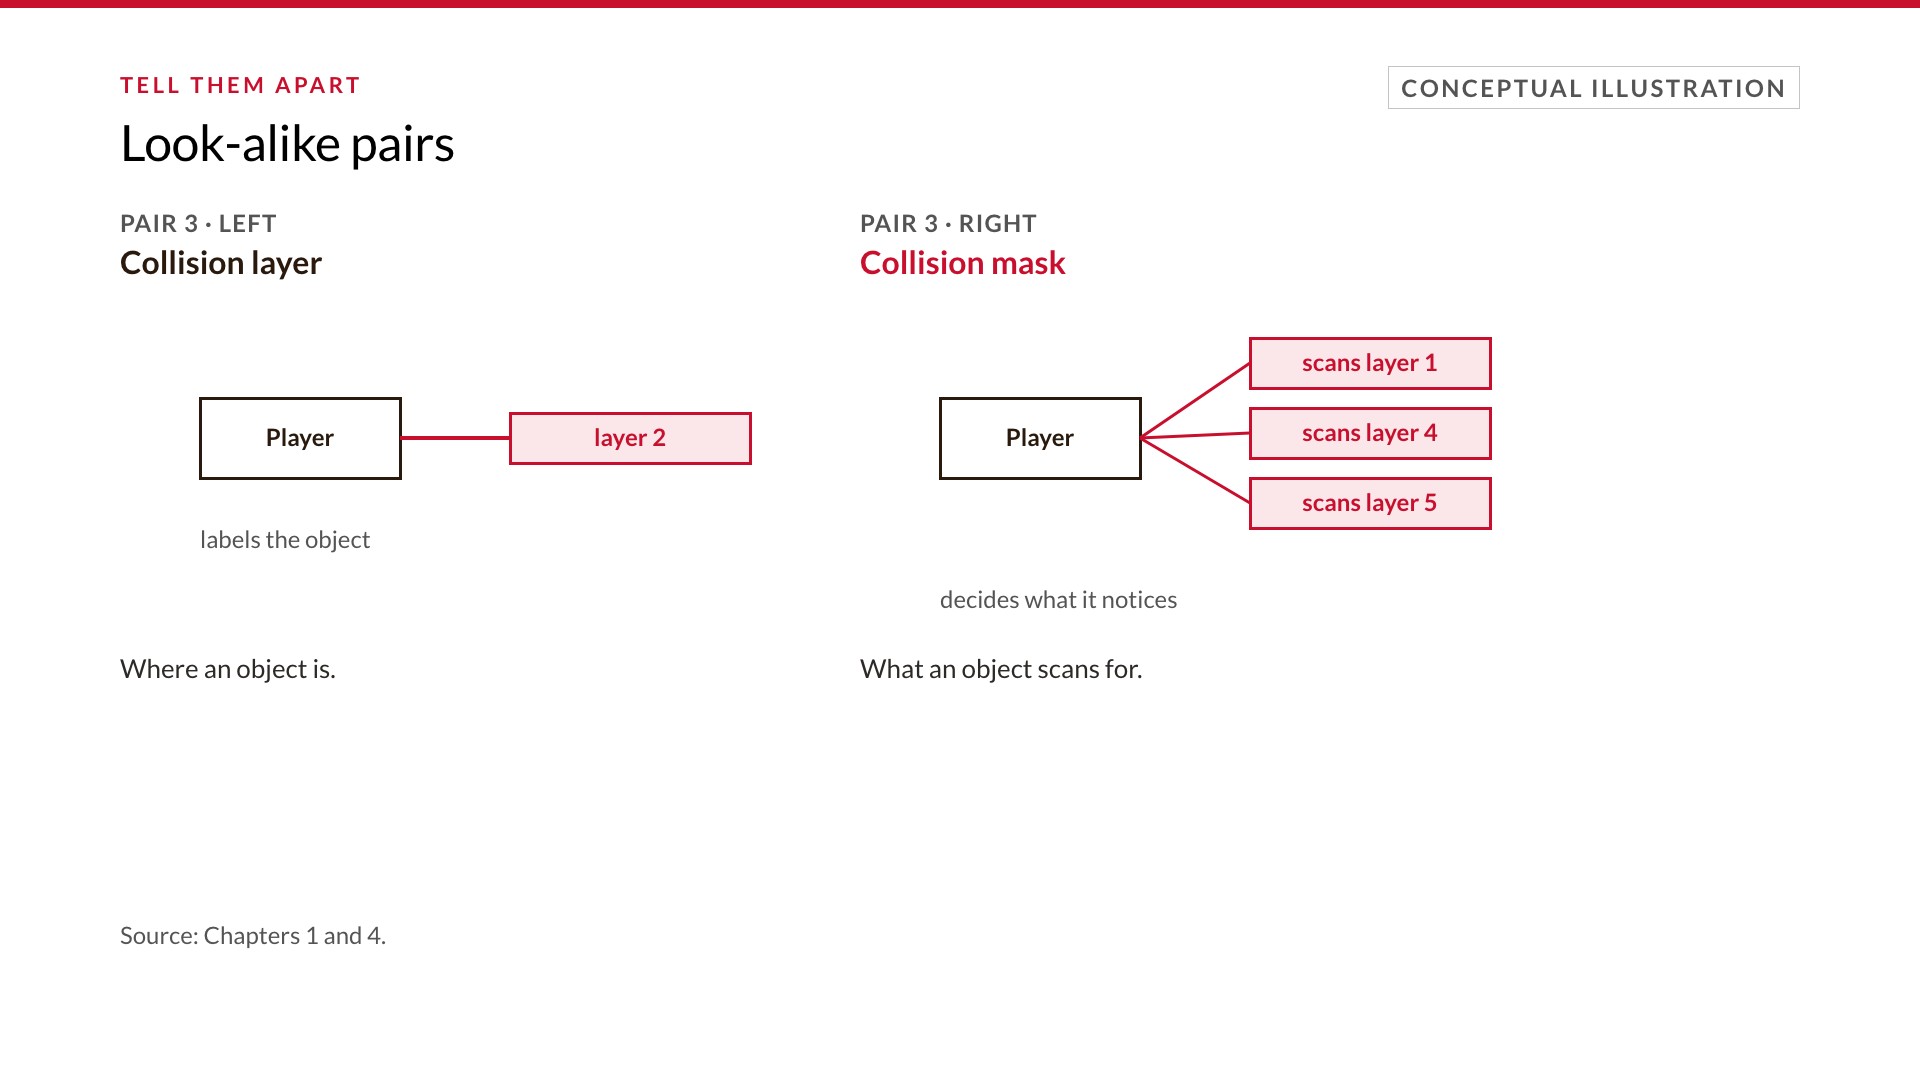 TELL THEM APART
CONCEPTUAL ILLUSTRATION
Look-alike pairs
PAIR 3 · LEFT
Collision layer
Player
layer 2
labels the object
Where an object is.
PAIR 3 · RIGHT
Collision mask
Player
scans layer 1
scans layer 4
scans layer 5
decides what it notices
What an object scans for.
Source: Chapters 1 and 4.